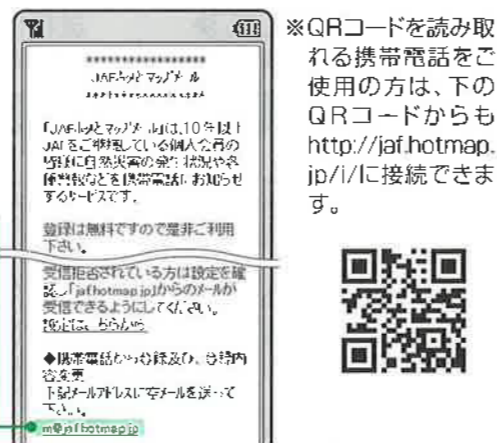 ********************
JAFﾎｯﾄマップメール
********************
「JAFﾎｯﾄマップメール」は、10年以上
JAFをご継続している個人会員の
皆様に自然災害の発生状況や各
種警報などを携帯電話にお知らせ
するサービスです。
登録は無料ですので是非ご利用
下さい。
受信拒否されている方は設定を確
認し「jafhotmap.jp」からのメールが
受信できるようにしてください。
設定はこちらから
◆携帯電話から登録及び、登録内
容変更
下記メールアドレスに空メールを送って
下さい。
m@jaf.hotmap.jp
※QRコードを読み取
れる携帯電話をご
使用の方は、下の
QRコードからも
http://jaf.hotmap.
jp/i/に接続できま
す。